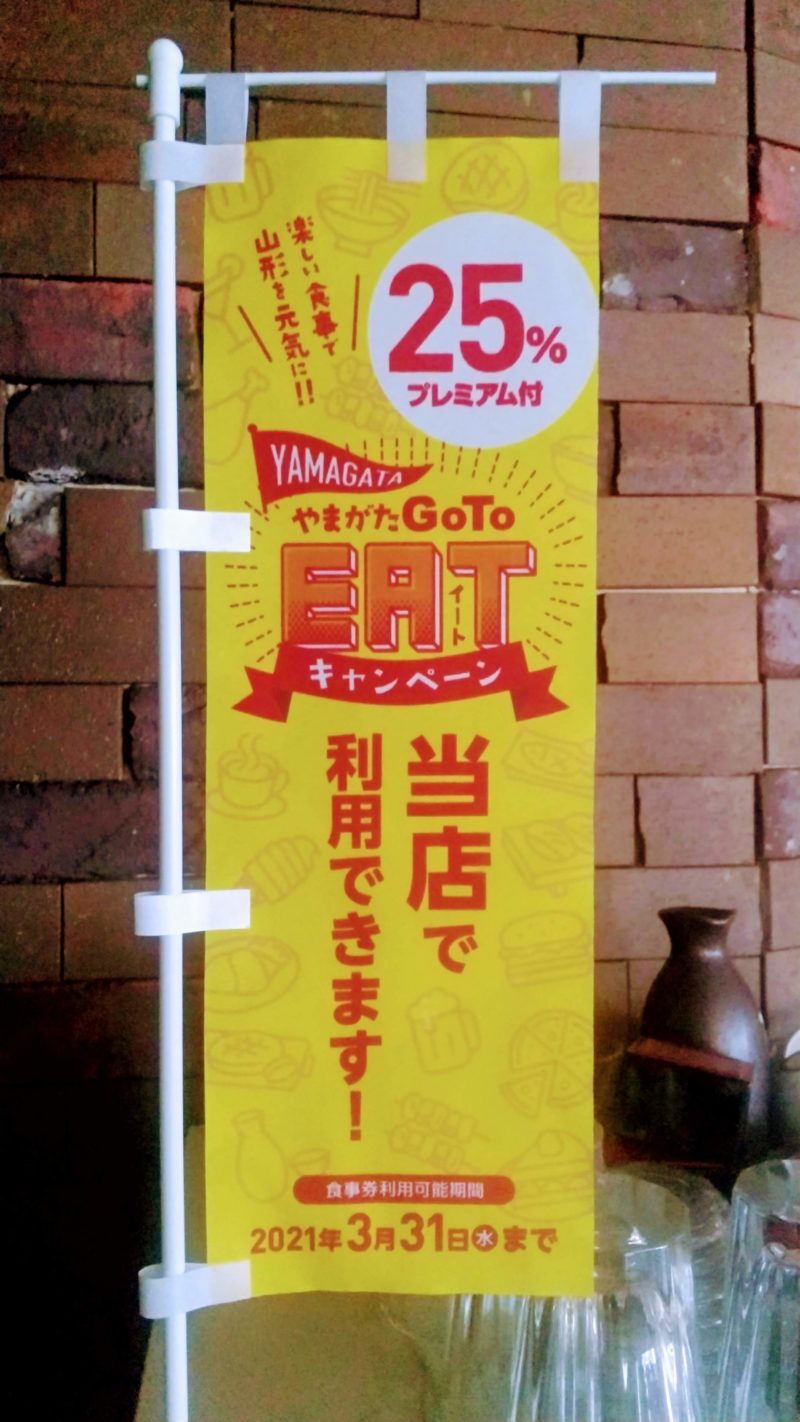 楽しい食事で
山形を元気に!!
25%
プレミアム付
YAMAGATA
やまがたGoTo
EAT
イート
キャンペーン
当店で
利用できます!
食事券利用可能期間
2021年3月31日㊌まで